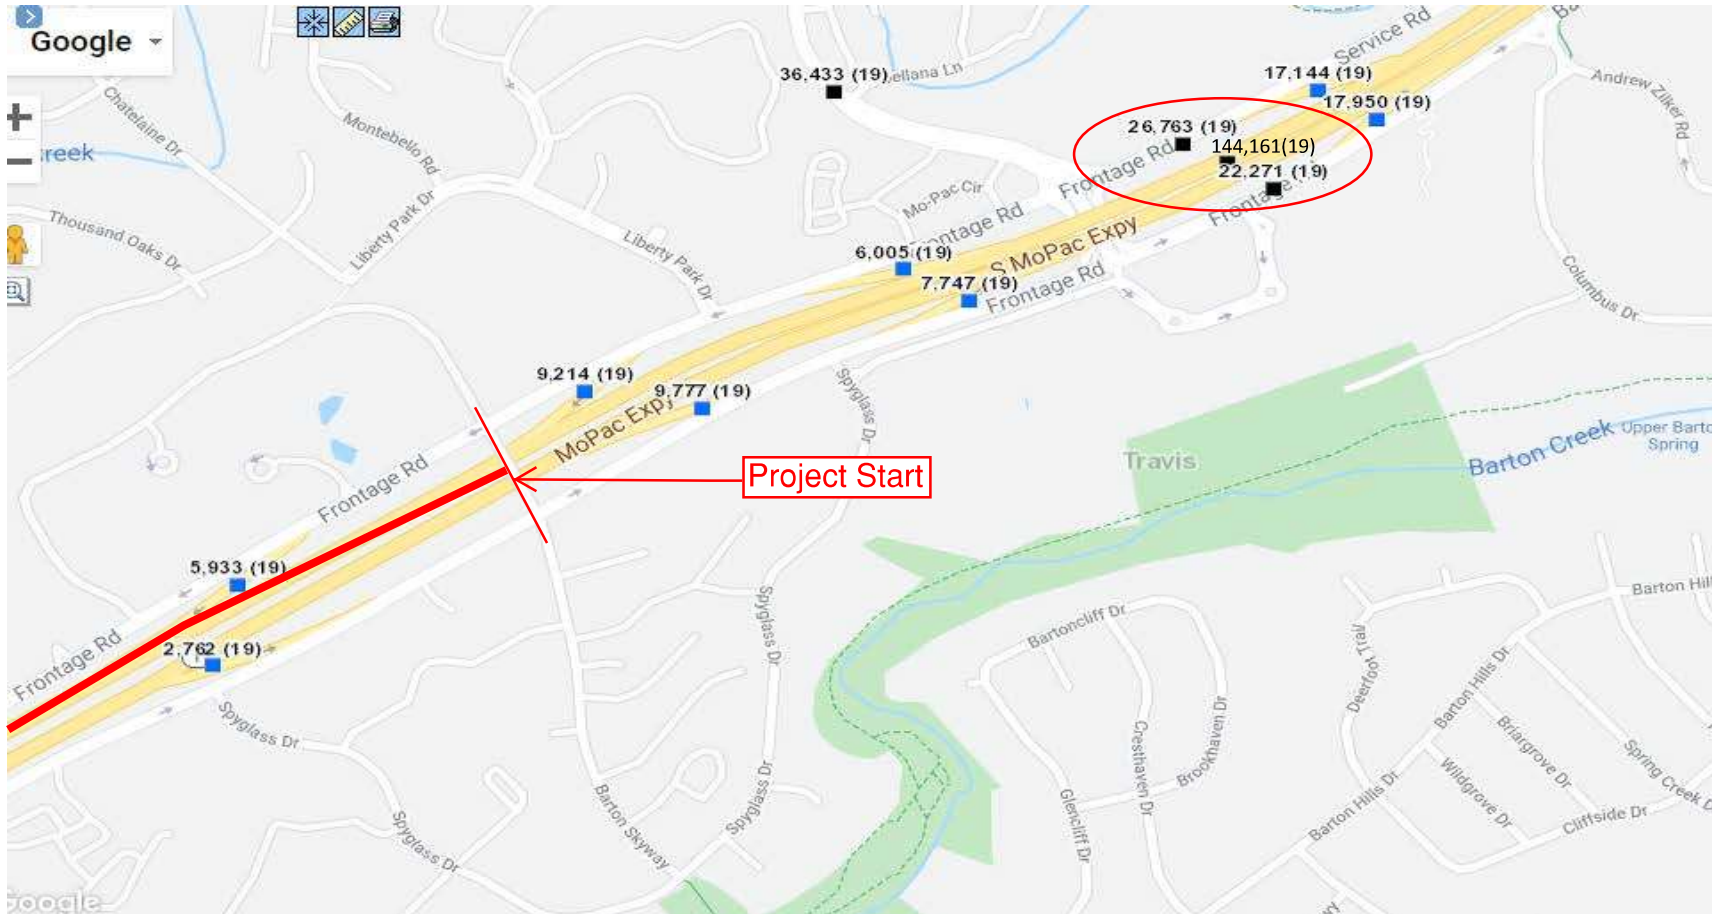 Google
36,433 (19)
ellana Ln
Service Rd
17,144 (19)
17,950 (19)
Andrew Zilker Rd
Chatelaine Dr
Montebello Rd
26,763 (19)
144,161(19)
22,271 (19)
Frontage Rd
reek
Liberty Park Dr
Mo-Pac Cir
Thousand Oaks Dr
Liberty Park Dr
Frontage Rd
6,005 (19)
S MoPac Expy
7,747 (19)
Frontage Rd
Columbus Dr
9,214 (19)
9,777 (19)
MoPac Expy
Spyglass Dr
Project Start
Travis
Barton Creek
Upper Barto
Spring
Frontage Rd
5,933 (19)
Spyglass Dr
Bartoncliff Dr
Barton Hill
Frontage Rd
2,762 (19)
Deerfoot Trail
Barton Hills Dr
Spyglass Dr
Cresthaven Dr
Brookhaven Dr
Briargrove Dr
Spring Creek D
Wildgrove Dr
Barton Skyway
Spyglass Dr
Glencliff Dr
Barton Hills Dr
Cliffside Dr
Spyglass Dr
Google